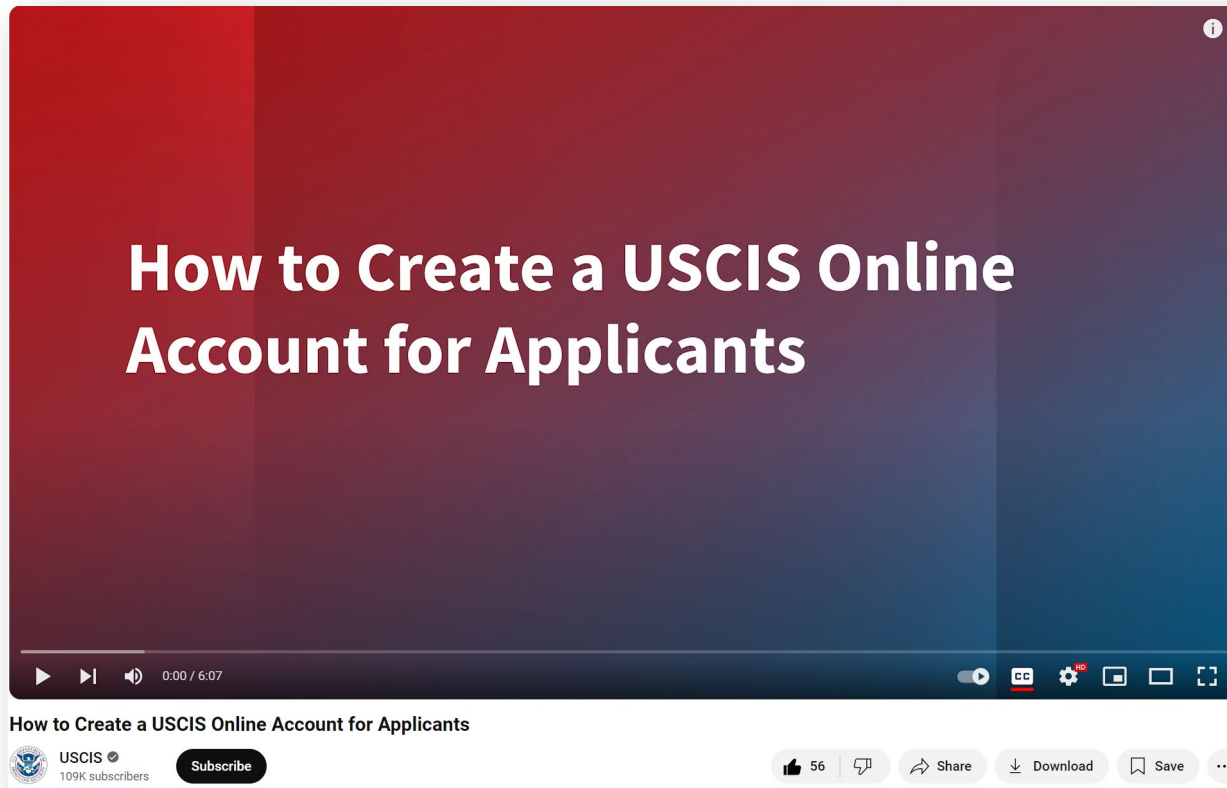 How to Create a USCIS Online
Account for Applicants
0:00 / 6:07
CC
HD
How to Create a USCIS Online Account for Applicants
USCIS
109K subscribers
Subscribe
56
Share
Download
Save